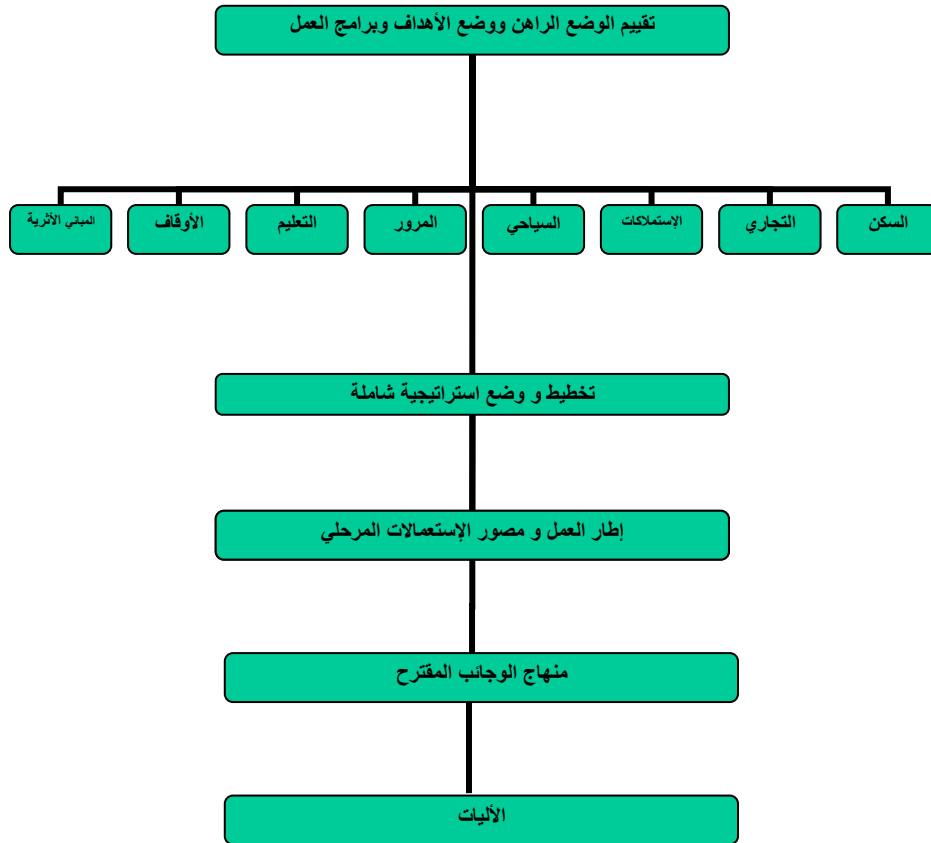 تقييم الوضع الراهن ووضع الأهداف وبرامج العمل
السكن
التجاري
الإستملاكات
السياحي
المرور
التعليم
الأوقاف
المباني الأثرية
تخطيط و وضع استراتيجية شاملة
إطار العمل و مصور الإستعمالات المرحلي
منهاج الوجائب المقترح
الأليات